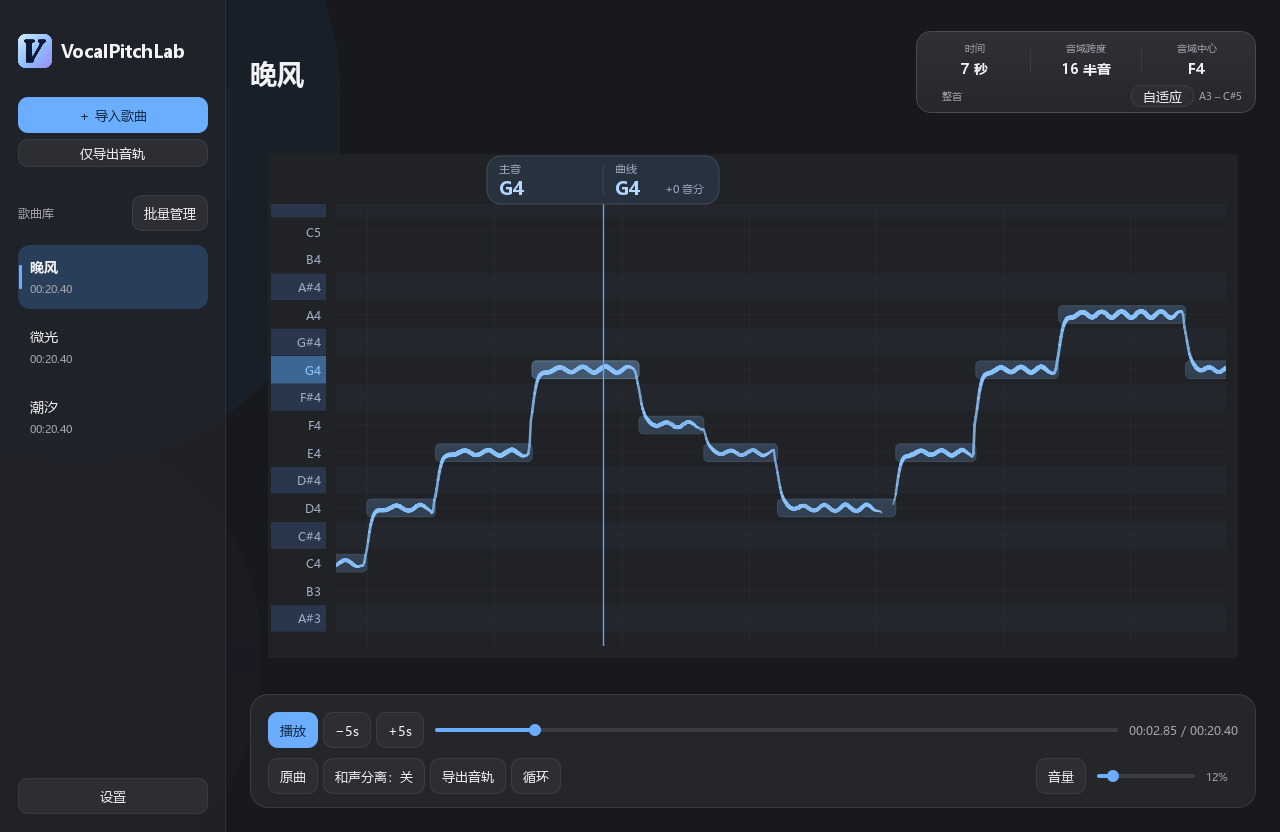 VocalPitchLab
+ 导入歌曲
仅导出音轨
歌曲库 批量管理
晚风
00:20.40
微光
00:20.40
潮汐
00:20.40
设置
晚风
时间 音域跨度 音域中心
7 秒 16 半音 F4
整首 自适应 A3 – C#5
主音 曲线
G4 G4 +0 音分
C5
B4
A#4
A4
G#4
G4
F#4
F4
E4
D#4
D4
C#4
C4
B3
A#3
播放 −5s +5s 00:02.85 / 00:20.40
原曲 和声分离：关 导出音轨 循环 音量 12%